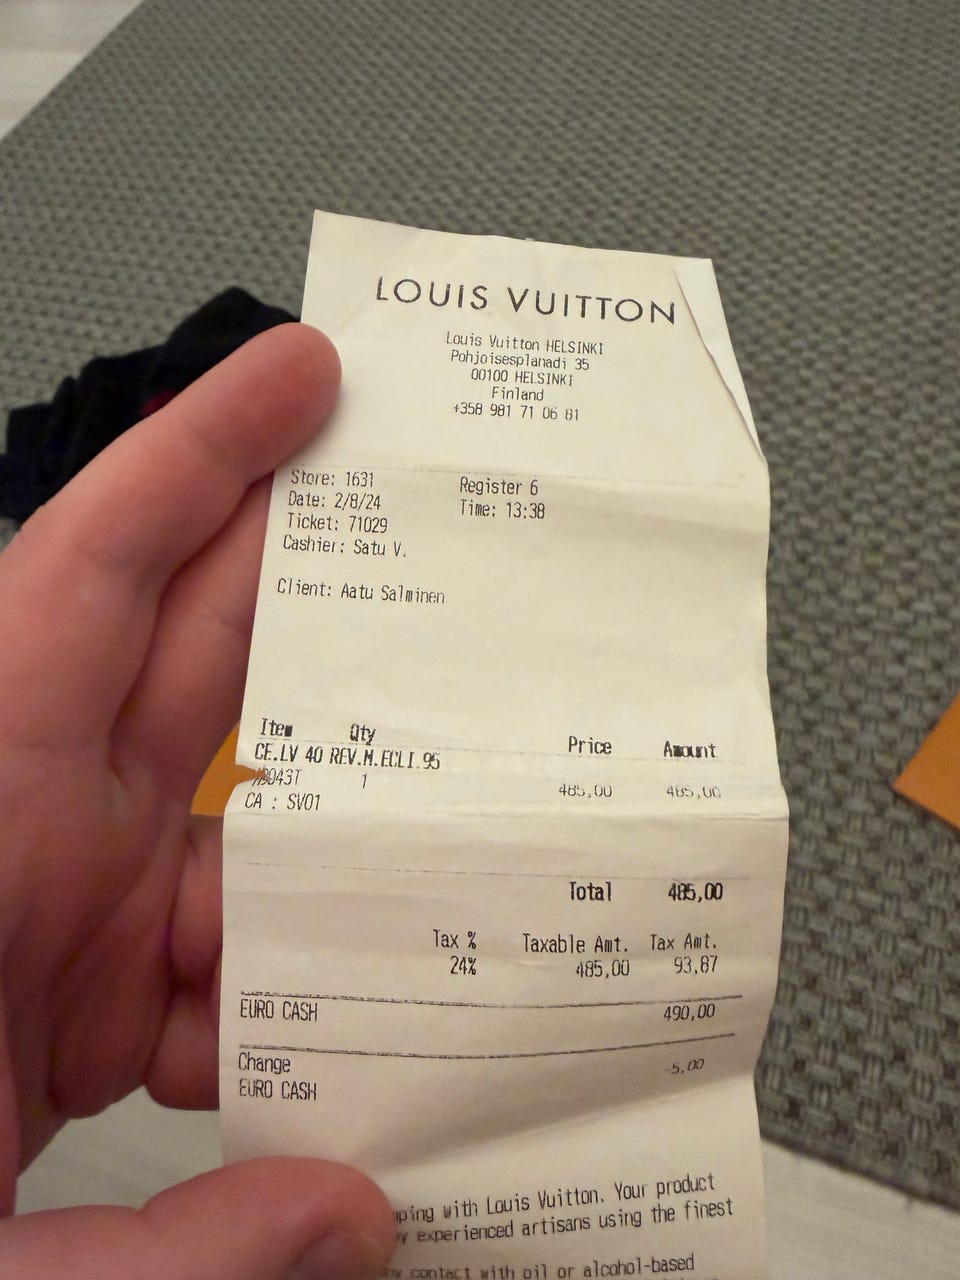 LOUIS VUITTON
Louis Vuitton HELSINKI
Pohjoisesplanadi 35
00100 HELSINKI
Finland
+358 981 71 06 81
Store: 1631 Register 6
Date: 2/8/24 Time: 13:38
Ticket: 71029
Cashier: Satu V.
Client: Aatu Salminen
Item Qty Price Amount
CE.LV 40 REV.M.ECLI.95
1 485,00 485,00
CA : SV01
Total 485,00
Tax % Taxable Amt. Tax Amt.
24% 485,00 93,87
EURO CASH 490,00
Change -5,00
EURO CASH
with Louis Vuitton. Your product
experienced artisans using the finest
contact with oil or alcohol-based